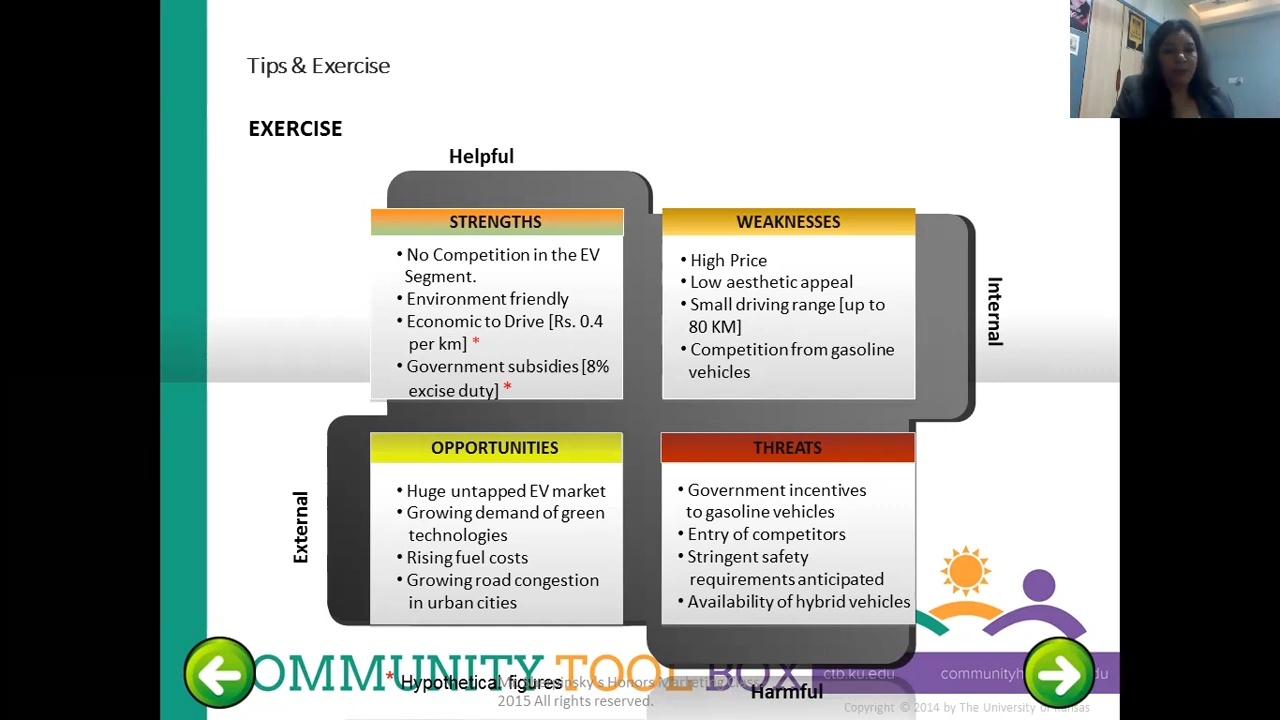 Tips & Exercise
EXERCISE
Helpful
STRENGTHS
• No Competition in the EV
Segment.
• Environment friendly
• Economic to Drive [Rs. 0.4
per km] *
• Government subsidies [8%
excise duty] *
WEAKNESSES
• High Price
• Low aesthetic appeal
• Small driving range [up to
80 KM]
• Competition from gasoline
vehicles
Internal
External
OPPORTUNITIES
• Huge untapped EV market
• Growing demand of green
technologies
• Rising fuel costs
• Growing road congestion
in urban cities
THREATS
• Government incentives
to gasoline vehicles
• Entry of competitors
• Stringent safety
requirements anticipated
• Availability of hybrid vehicles
Harmful
* Hypothetical figures
Honors Marketing Class
2015 All rights reserved.
OMMUNITY TOOL BOX
ctb.ku.edu
Copyright © 2014 by The University of Kansas